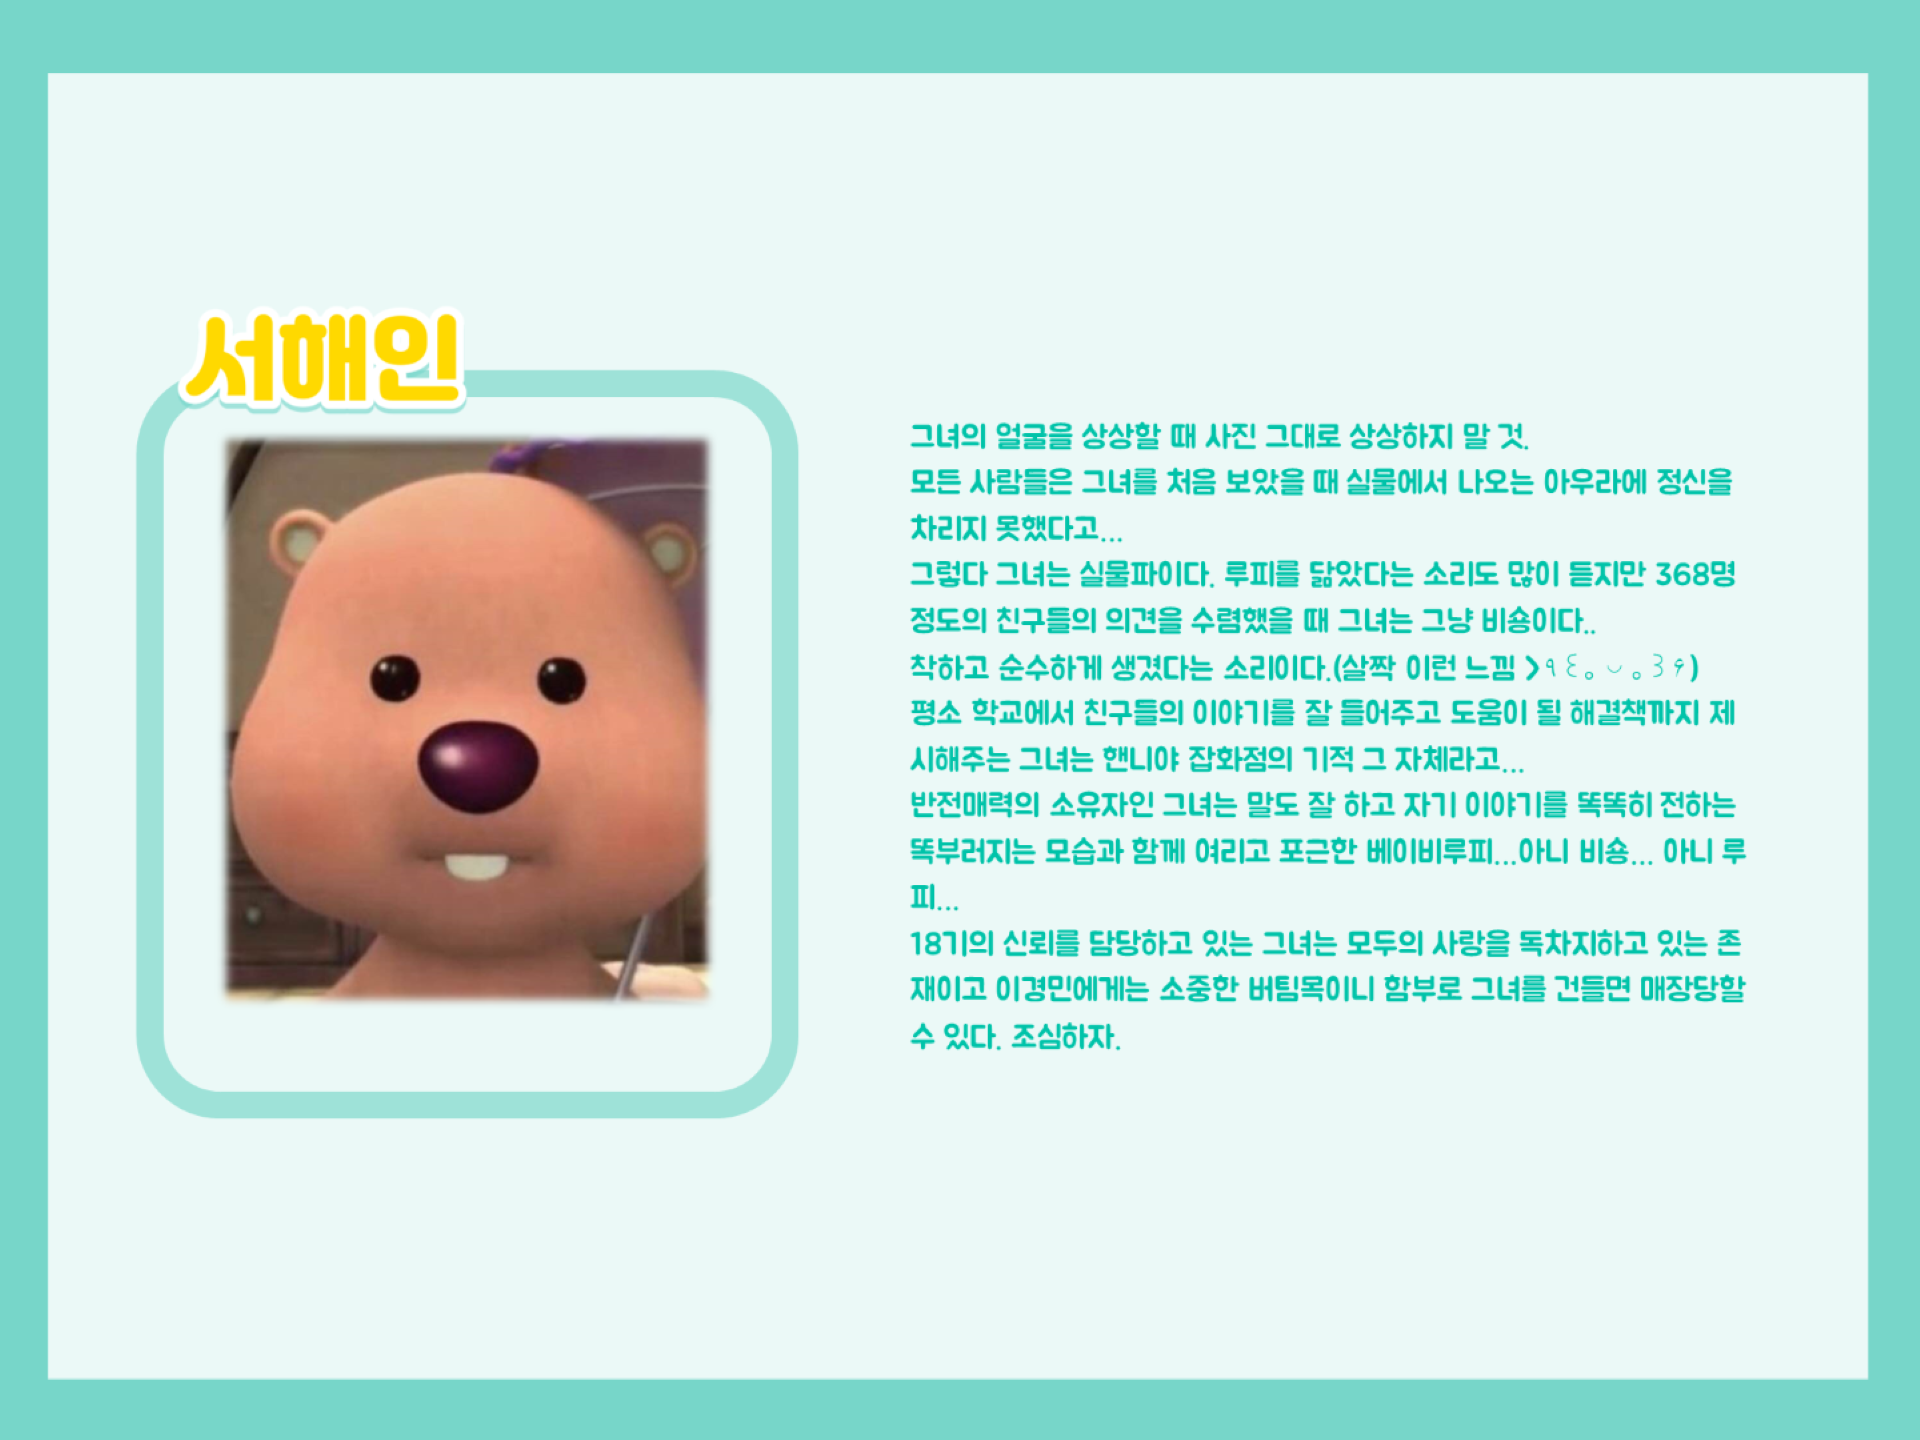 서해인
그녀의 얼굴을 상상할 때 사진 그대로 상상하지 말 것.
모든 사람들은 그녀를 처음 보았을 때 실물에서 나오는 아우라에 정신을
차리지 못했다고...
그렇다 그녀는 실물파이다. 루피를 닮았다는 소리도 많이 듣지만 368명
정도의 친구들의 의견을 수렴했을 때 그녀는 그냥 비숑이다..
착하고 순수하게 생겼다는 소리이다.(살짝 이런 느낌 >٩꒰｡ᴗ｡꒱۶)
평소 학교에서 친구들의 이야기를 잘 들어주고 도움이 될 해결책까지 제
시해주는 그녀는 핸니야 잡화점의 기적 그 자체라고...
반전매력의 소유자인 그녀는 말도 잘 하고 자기 이야기를 똑똑히 전하는
똑부러지는 모습과 함께 여리고 포근한 베이비루피...아니 비숑... 아니 루
피...
18기의 신뢰를 담당하고 있는 그녀는 모두의 사랑을 독차지하고 있는 존
재이고 이경민에게는 소중한 버팀목이니 함부로 그녀를 건들면 매장당할
수 있다. 조심하자.